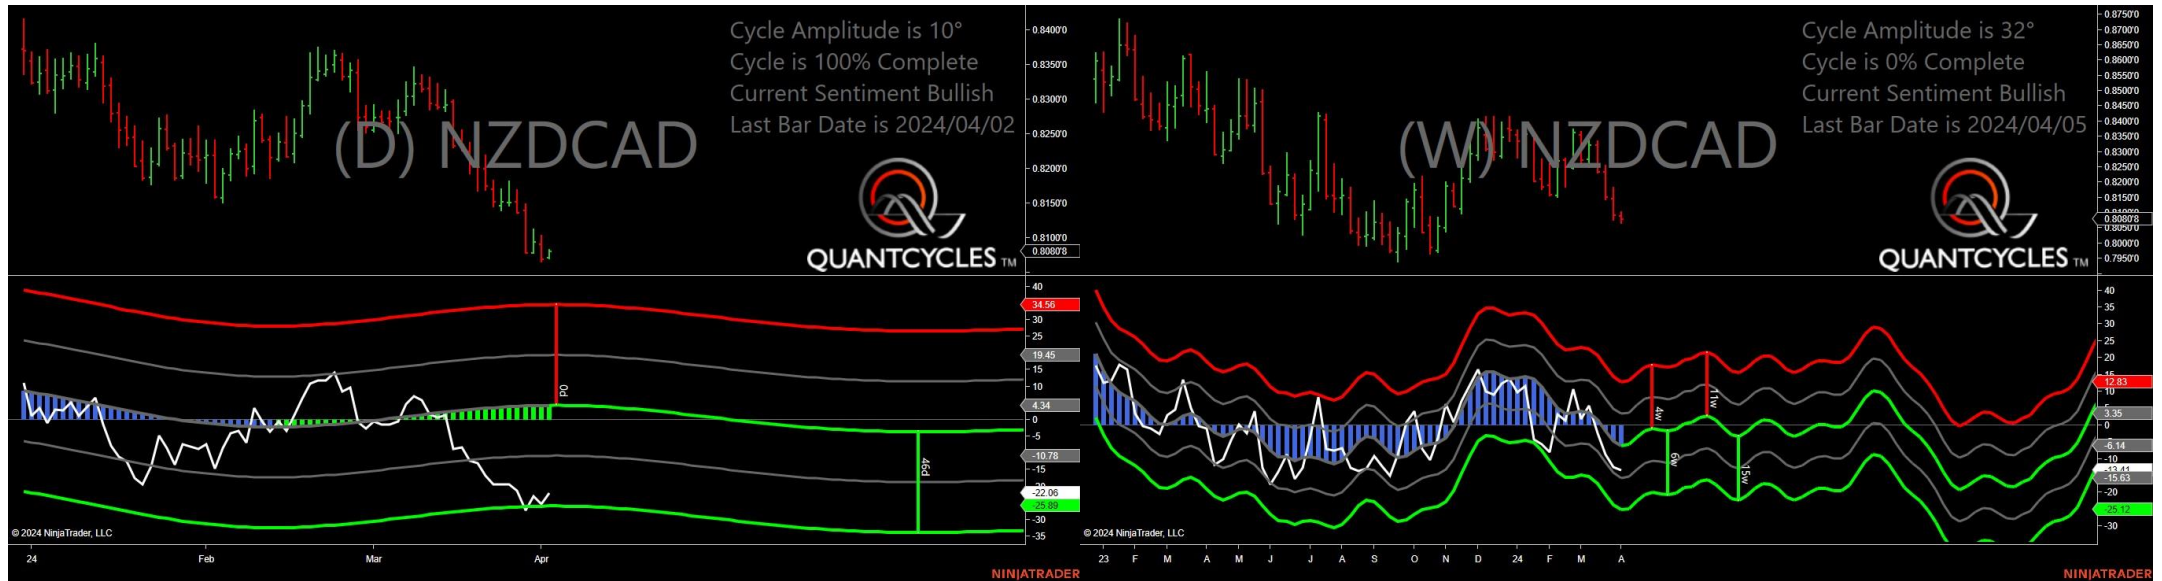 Cycle Amplitude is 10°
Cycle is 100% Complete
Current Sentiment Bullish
Last Bar Date is 2024/04/02
(D) NZDCAD
QUANTCYCLES TM
0.8400'0
0.8350'0
0.8300'0
0.8250'0
0.8200'0
0.8150'0
0.8100'0
0.8080'8
40
34.56
30
25
19.45
15
10
4.34
0
-5
-10.78
-15
-22.06
-25.89
-30
-35
0d
46d
© 2024 NinjaTrader, LLC
24 Feb Mar Apr
NINJATRADER
Cycle Amplitude is 32°
Cycle is 0% Complete
Current Sentiment Bullish
Last Bar Date is 2024/04/05
(W) NZDCAD
QUANTCYCLES TM
0.8750'0
0.8700'0
0.8650'0
0.8600'0
0.8550'0
0.8500'0
0.8450'0
0.8400'0
0.8350'0
0.8300'0
0.8250'0
0.8200'0
0.8150'0
0.8080'8
0.8050'0
0.8000'0
0.7950'0
40
35
30
25
20
12.83
3.35
0
-6.14
-10
-13.41
-15.63
-20
-25.12
-30
4w
11w
6w
15w
© 2024 NinjaTrader, LLC
23 F M A M J J A S O N D 24 F M A
NINJATRADER